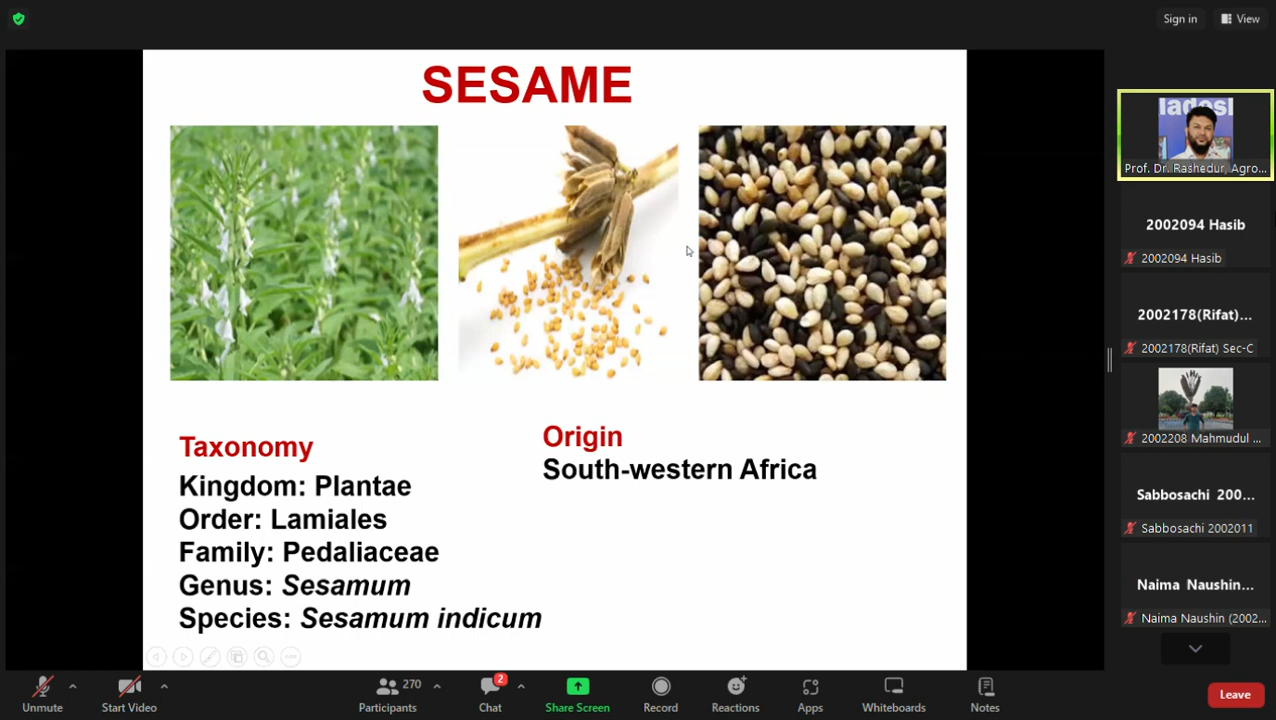 Sign in
View
SESAME
Taxonomy
Kingdom: Plantae
Order: Lamiales
Family: Pedaliaceae
Genus: Sesamum
Species: Sesamum indicum
Origin
South-western Africa
ladesl
Prof. Dr. Rashedur, Agro...
2002094 Hasib
2002094 Hasib
2002178(Rifat)...
2002178(Rifat) Sec-C
2002208 Mahmudul ...
Sabbosachi 200...
Sabbosachi 2002011
Naima Naushin...
Naima Naushin (2002...
Unmute
Start Video
270
Participants
2
Chat
Share Screen
Record
Reactions
Apps
Whiteboards
Notes
Leave